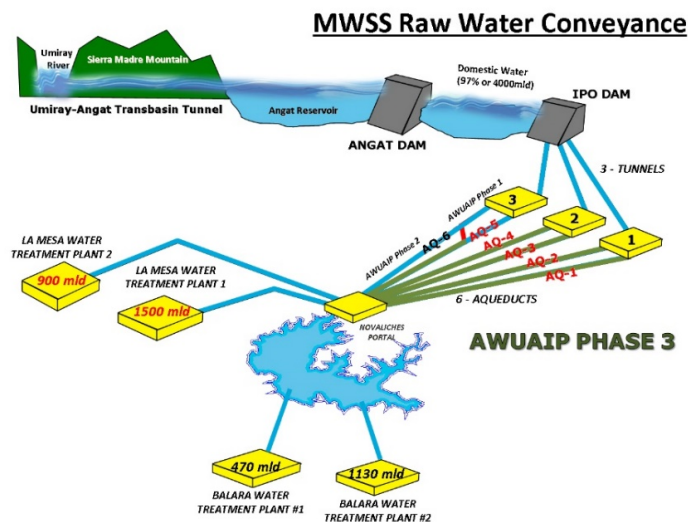 MWSS Raw Water Conveyance
Umiray
River
Sierra Madre Mountain
Domestic Water
(97% or 4000mld)
IPO DAM
Umiray-Angat Transbasin Tunnel
Angat Reservoir
ANGAT DAM
3 - TUNNELS
AWUAIP Phase 1
3
2
1
AWUAIP Phase 2
AQ-6
AQ-5
AQ-4
AQ-3
AQ-2
AQ-1
6 - AQUEDUCTS
LA MESA WATER
TREATMENT PLANT 2
900 mld
LA MESA WATER
TREATMENT PLANT 1
1500 mld
NOVALICHES
PORTAL
AWUAIP PHASE 3
470 mld
BALARA WATER
TREATMENT PLANT #1
1130 mld
BALARA WATER
TREATMENT PLANT #2